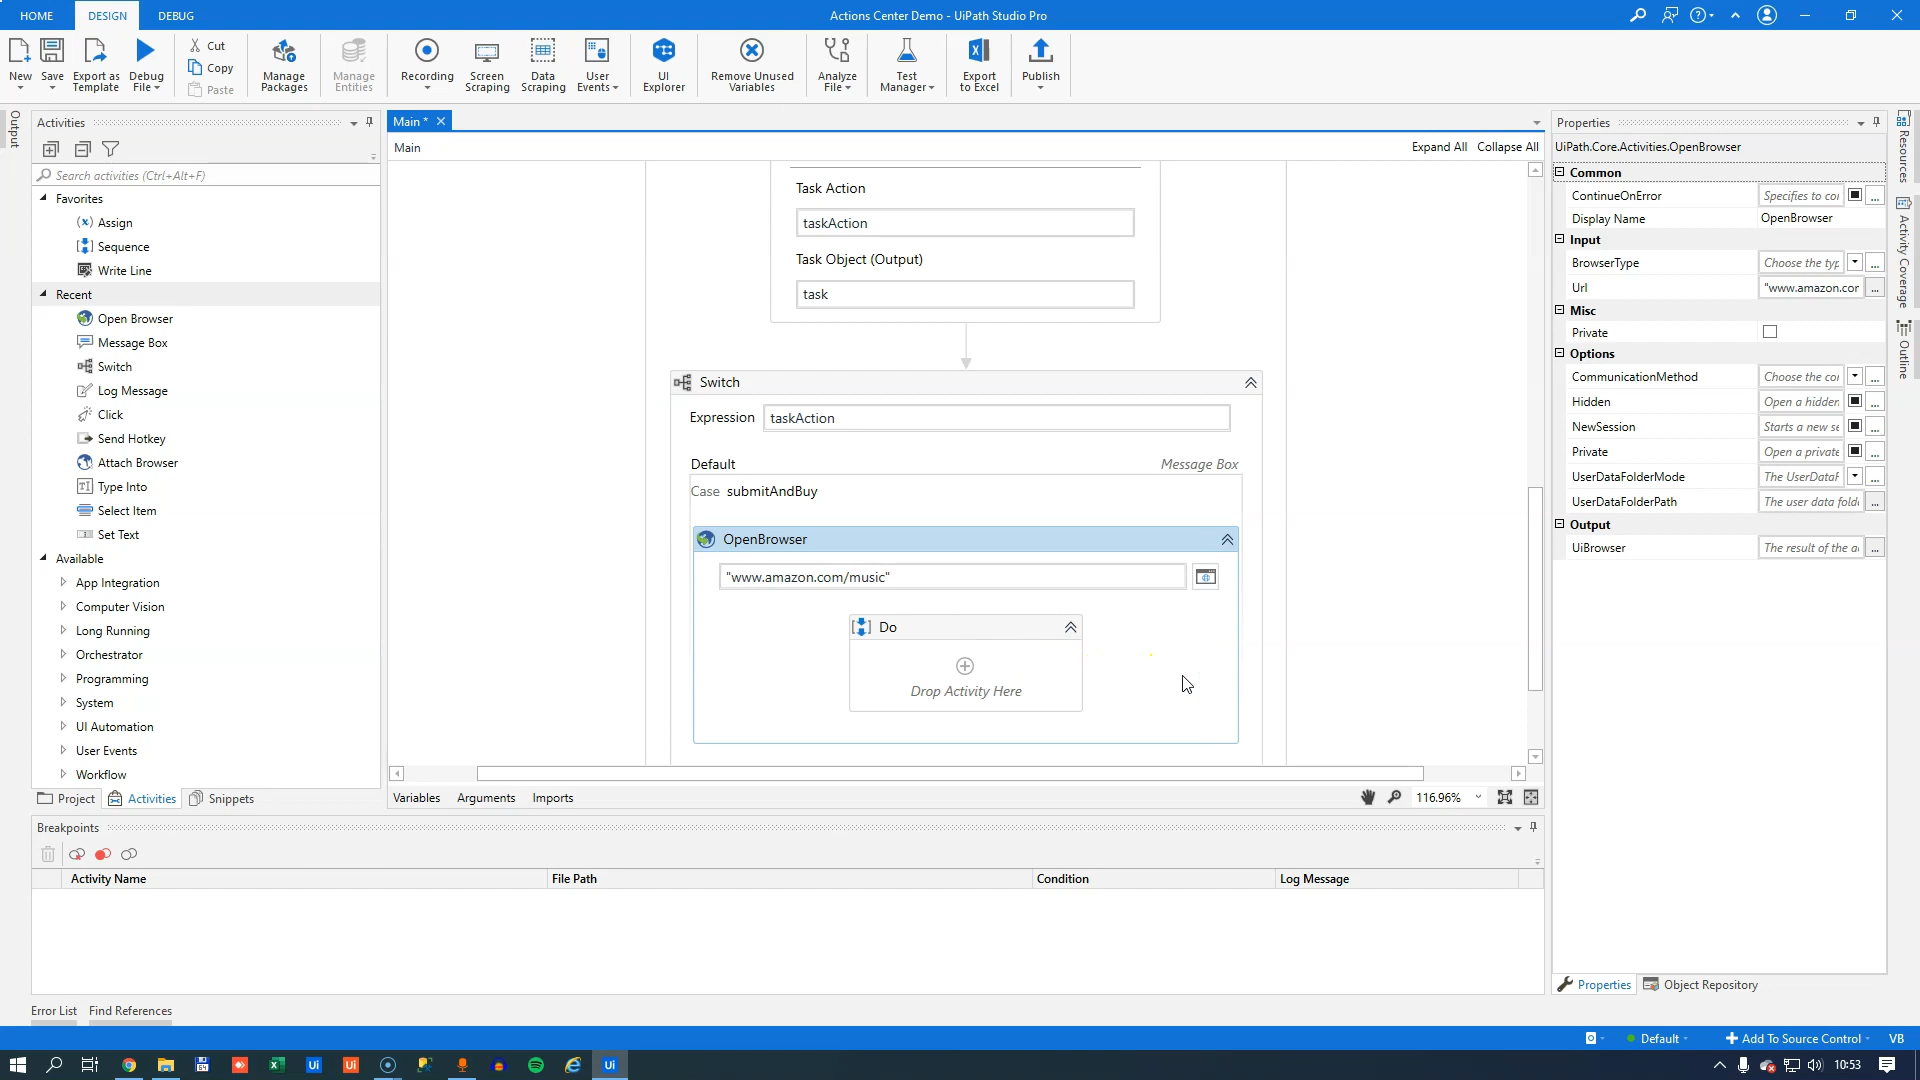 HOME DESIGN DEBUG
Actions Center Demo - UiPath Studio Pro
New Save Export as Template Debug File
Cut
Copy
Paste
Manage Packages
Manage Entities
Recording
Screen Scraping
Data Scraping
User Events
UI Explorer
Remove Unused Variables
Analyze File
Test Manager
Export to Excel
Publish
Output
Activities
Search activities (Ctrl+Alt+F)
Favorites
Assign
Sequence
Write Line
Recent
Open Browser
Message Box
Switch
Log Message
Click
Send Hotkey
Attach Browser
Type Into
Select Item
Set Text
Available
App Integration
Computer Vision
Long Running
Orchestrator
Programming
System
UI Automation
User Events
Workflow
Project Activities Snippets
Main *
Main
Expand All Collapse All
Task Action
taskAction
Task Object (Output)
task
Switch
Expression taskAction
Default Message Box
Case submitAndBuy
OpenBrowser
"www.amazon.com/music"
Do
Drop Activity Here
Variables Arguments Imports
116.96%
Properties
UiPath.Core.Activities.OpenBrowser
Common
ContinueOnError Specifies to cor ...
Display Name OpenBrowser
Input
BrowserType Choose the typ ...
Url "www.amazon.com ...
Misc
Private
Options
CommunicationMethod Choose the cor ...
Hidden Open a hidden ...
NewSession Starts a new se ...
Private Open a private ...
UserDataFolderMode The UserDataF ...
UserDataFolderPath The user data folde ...
Output
UiBrowser The result of the a ...
Properties Object Repository
Resources
Activity Coverage
Outline
Breakpoints
Activity Name File Path Condition Log Message
Error List Find References
Default Add To Source Control VB
64 Ui Ui Ui
10:53